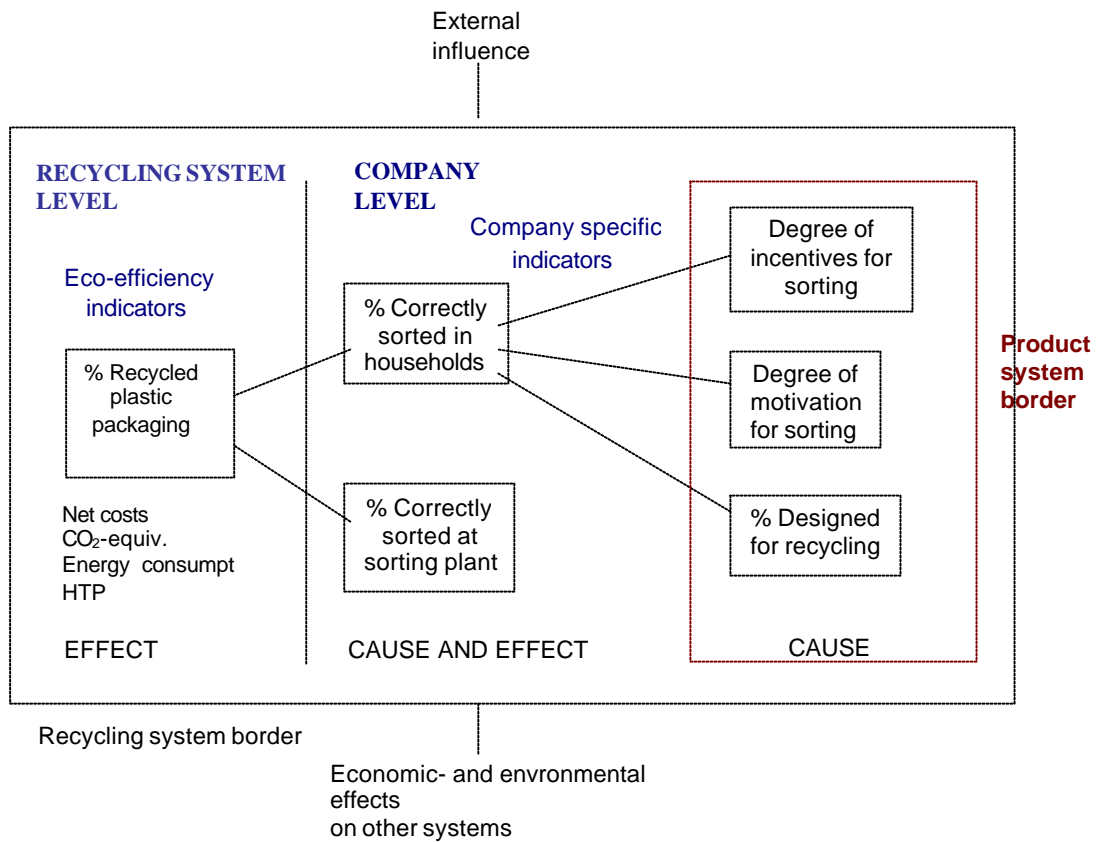 External
influence
RECYCLING SYSTEM
LEVEL
COMPANY
LEVEL
Company specific
indicators
Eco-efficiency
indicators
% Recycled
plastic
packaging
Net costs
CO₂-equiv.
Energy consumpt
HTP
EFFECT
% Correctly
sorted in
households
% Correctly
sorted at
sorting plant
CAUSE AND EFFECT
Degree of
incentives for
sorting
Degree of
motivation
for sorting
% Designed
for recycling
CAUSE
Product
system
border
Recycling system border
Economic- and envronmental
effects
on other systems